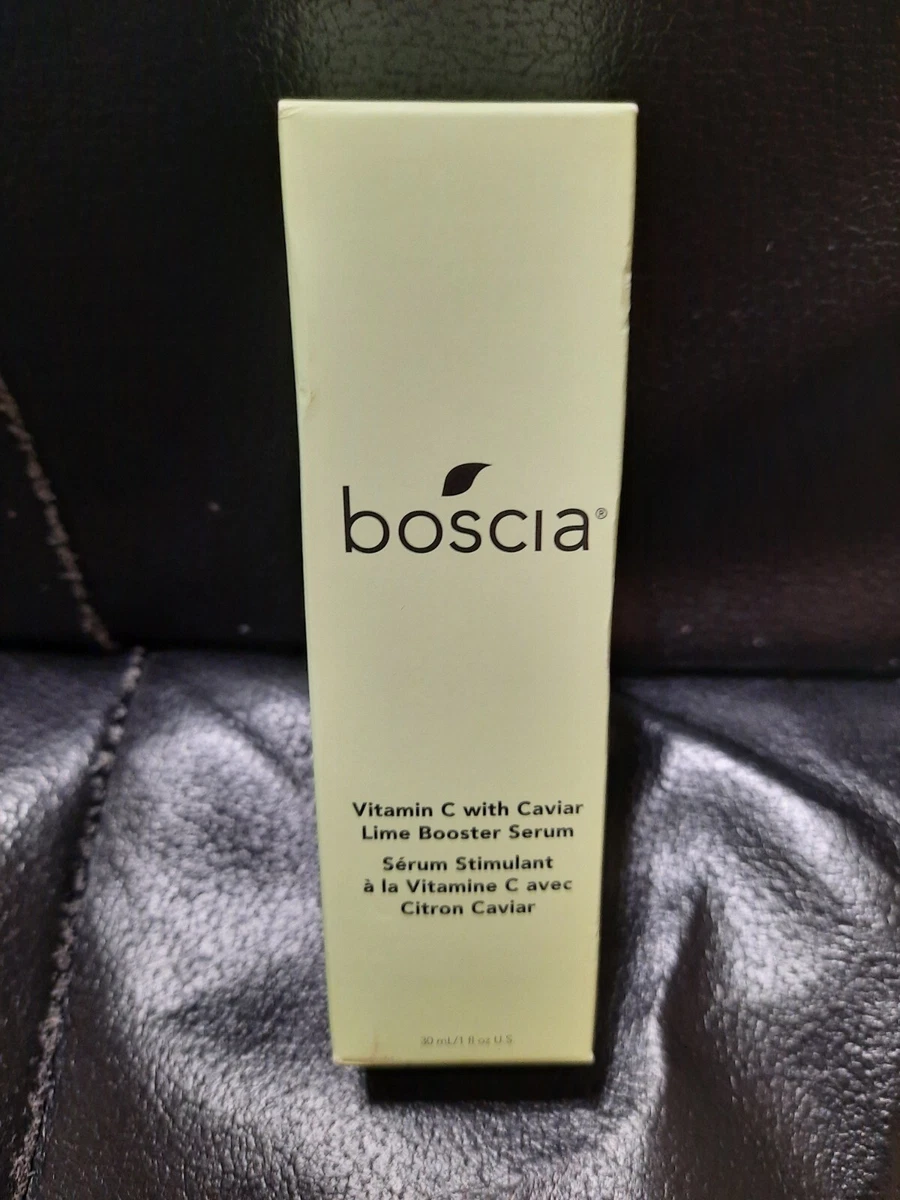 boscia®
Vitamin C with Caviar
Lime Booster Serum
Sérum Stimulant
à la Vitamine C avec
Citron Caviar
30 mL/1 fl oz U.S